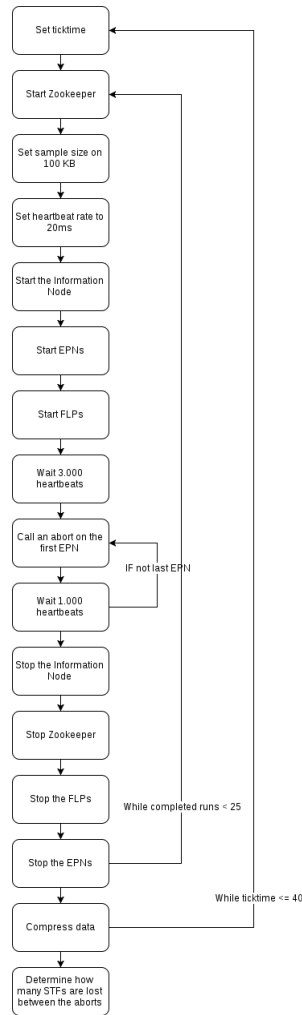 Set ticktime
Start Zookeeper
Set sample size on
100 KB
Set heartbeat rate to
20ms
Start the Information
Node
Start EPNs
Start FLPs
Wait 3.000
heartbeats
Call an abort on the
first EPN
IF not last EPN
Wait 1.000
heartbeats
Stop the Information
Node
Stop Zookeeper
Stop the FLPs
While completed runs < 25
Stop the EPNs
While ticktime <= 40
Compress data
Determine how
many STFs are lost
between the aborts